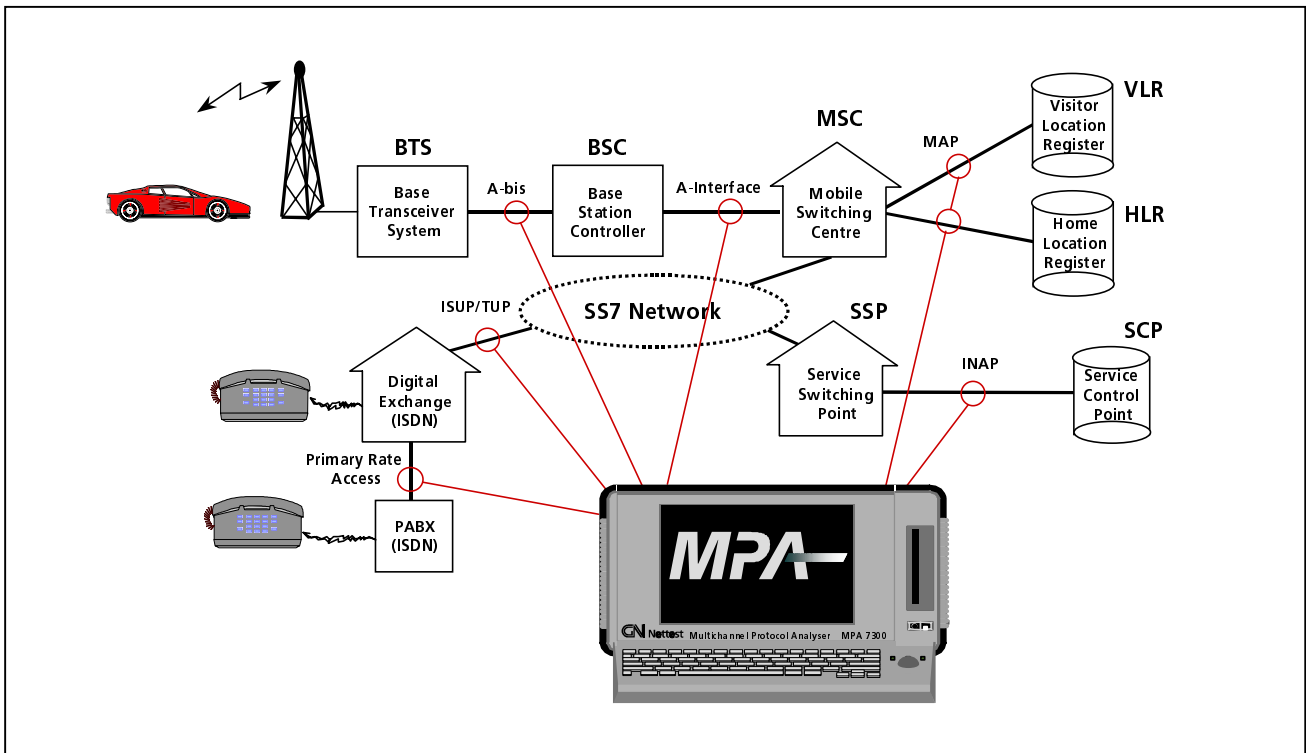 VLR
Visitor
Location
Register
MSC
MAP
BTS
BSC
Base
Transceiver
System
A-bis
Base
Station
Controller
A-Interface
Mobile
Switching
Centre
HLR
Home
Location
Register
ISUP/TUP
SS7 Network
SSP
SCP
Digital
Exchange
(ISDN)
Service
Switching
Point
INAP
Service
Control
Point
Primary Rate
Access
PABX
(ISDN)
MPA
GN Nettest Multichannel Protocol Analyser MPA 7300